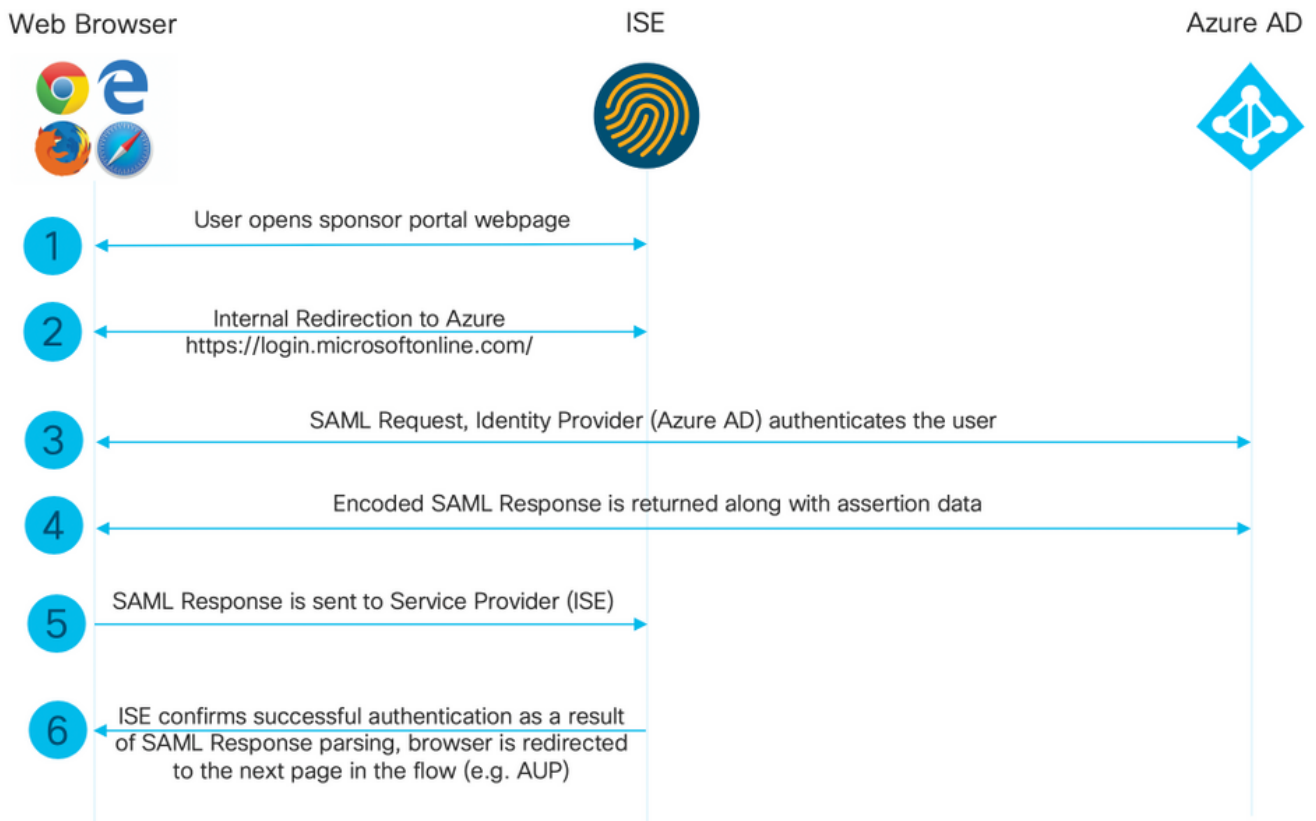 Web Browser
ISE
Azure AD
1
User opens sponsor portal webpage
2
Internal Redirection to Azure
https://login.microsoftonline.com/
3
SAML Request, Identity Provider (Azure AD) authenticates the user
4
Encoded SAML Response is returned along with assertion data
5
SAML Response is sent to Service Provider (ISE)
6
ISE confirms successful authentication as a result
of SAML Response parsing, browser is redirected
to the next page in the flow (e.g. AUP)